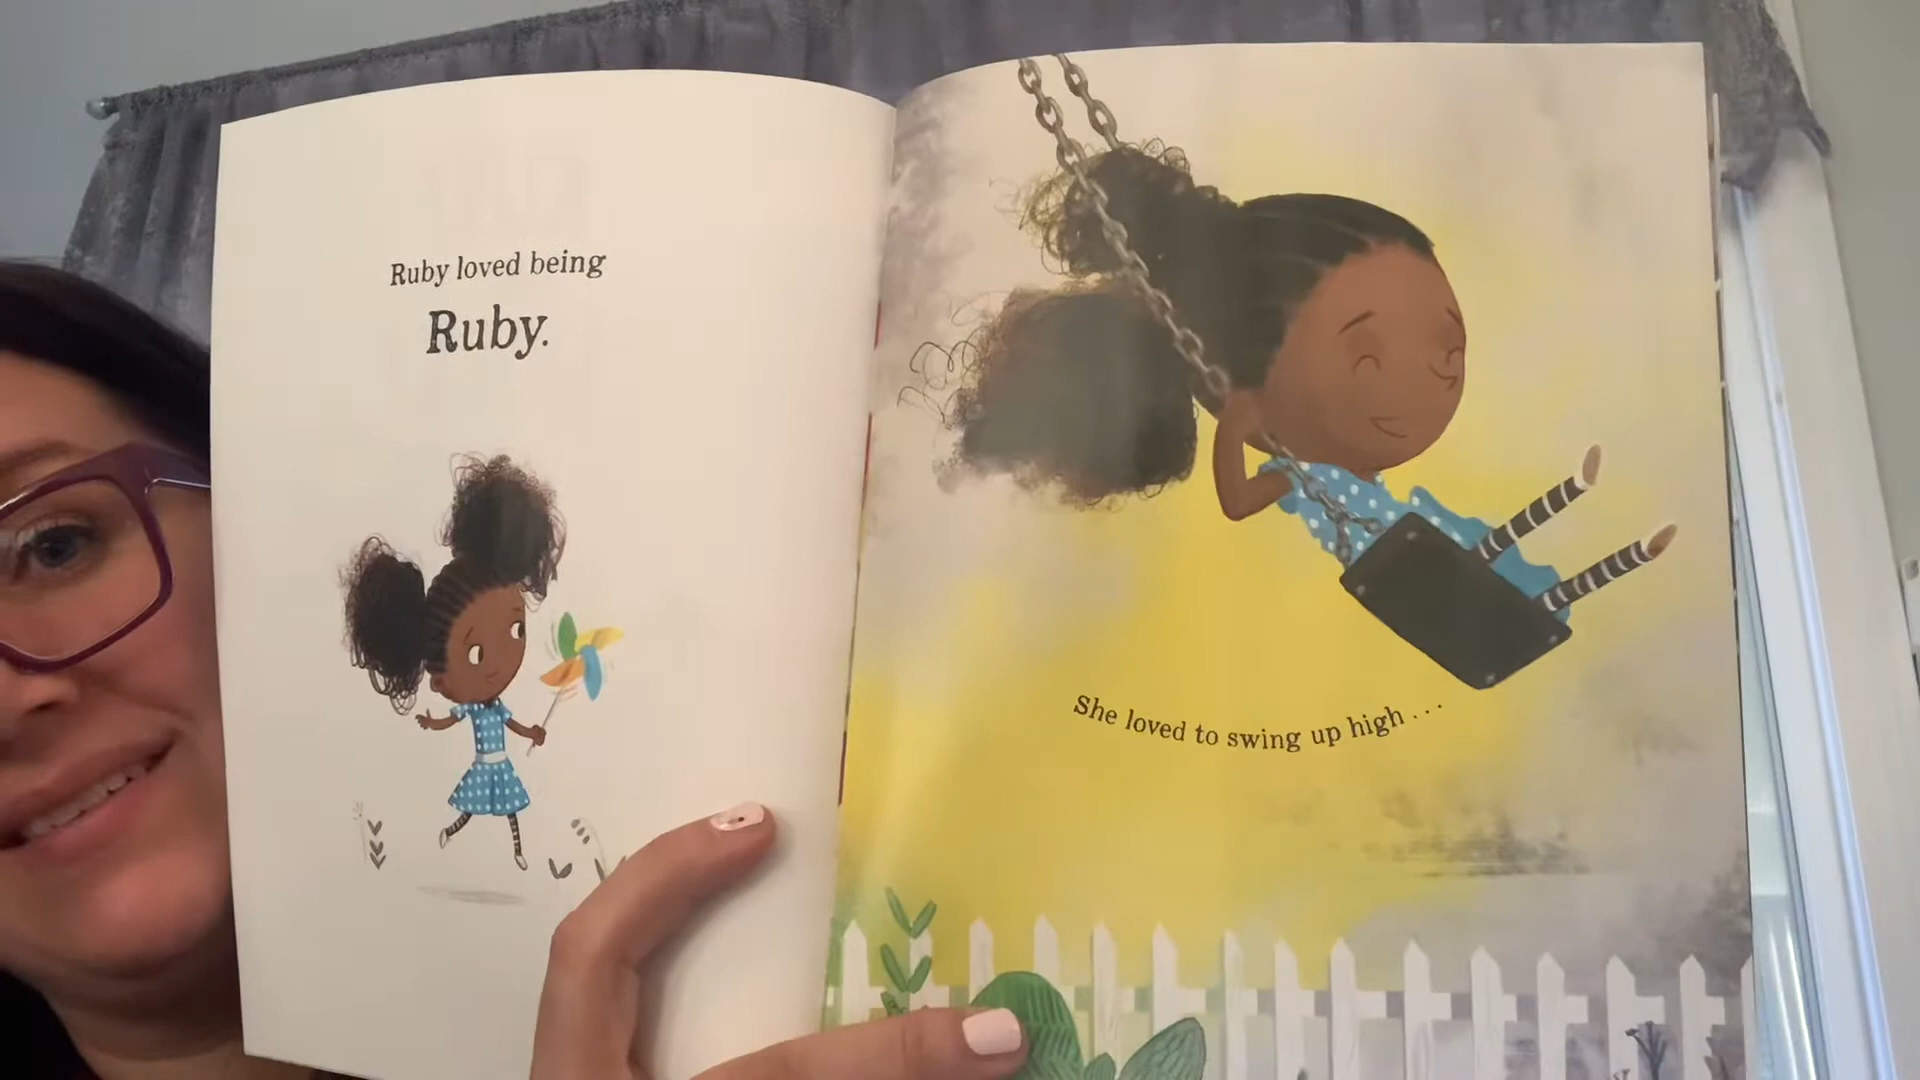 Ruby loved being
Ruby.
She loved to swing up high . . .